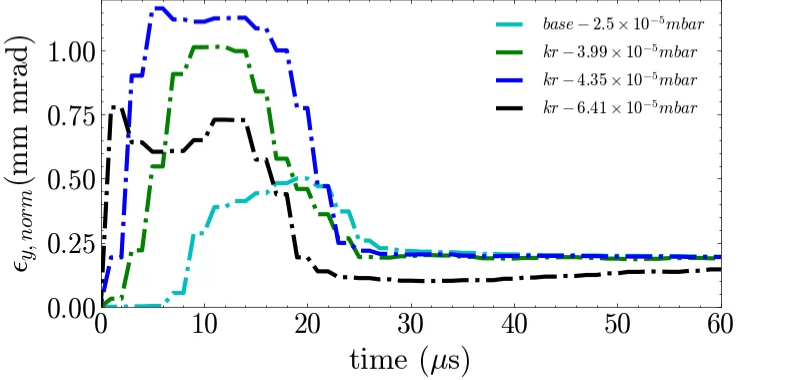 ϵ_{y, norm}(mm mrad)
1.00
0.75
0.50
0.25
0.00
base − 2.5 × 10⁻⁵mbar
kr − 3.99 × 10⁻⁵mbar
kr − 4.35 × 10⁻⁵mbar
kr − 6.41 × 10⁻⁵mbar
0 10 20 30 40 50 60
time (μs)